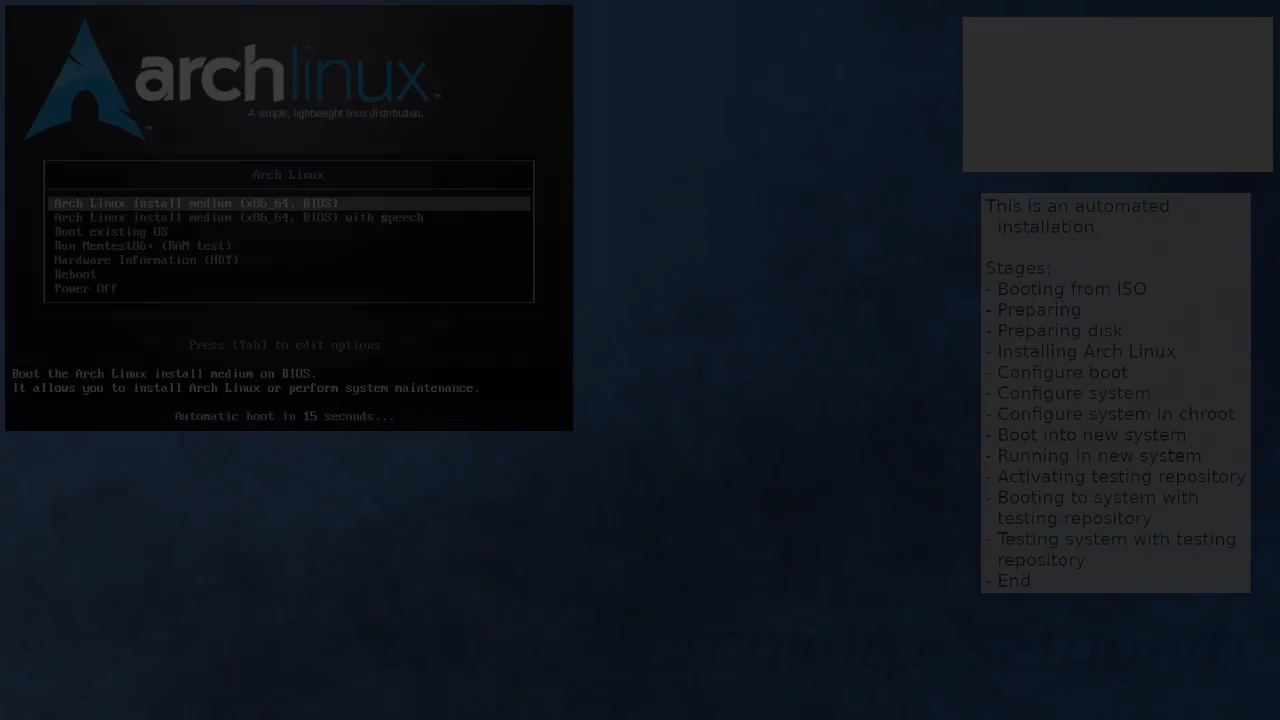 archlinux™
A simple, lightweight linux distribution.
™
Arch Linux
Arch Linux install medium (x86_64, BIOS)
Arch Linux install medium (x86_64, BIOS) with speech
Boot existing OS
Run Memtest86+ (RAM test)
Hardware Information (HDT)
Reboot
Power Off
Press [Tab] to edit options
Boot the Arch Linux install medium on BIOS.
It allows you to install Arch Linux or perform system maintenance.
Automatic boot in 15 seconds...
This is an automated
installation.
Stages:
- Booting from ISO
- Preparing
- Preparing disk
- Installing Arch Linux
- Configure boot
- Configure system
- Configure system in chroot
- Boot into new system
- Running in new system
- Activating testing repository
- Booting to system with
testing repository
- Testing system with testing
repository
- End